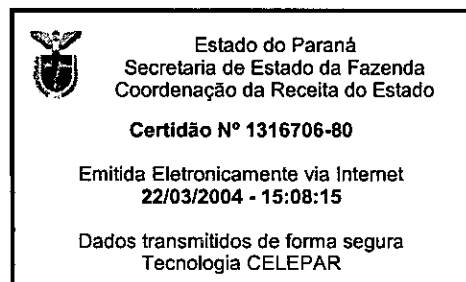 Estado do Paraná
Secretaria de Estado da Fazenda
Coordenação da Receita do Estado
Certidão Nº 1316706-80
Emitida Eletronicamente via Internet
22/03/2004 - 15:08:15
Dados transmitidos de forma segura
Tecnologia CELEPAR